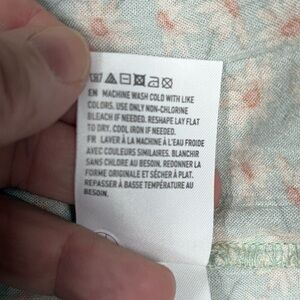 EN MACHINE WASH COLD WITH LIKE
COLORS. USE ONLY NON-CHLORINE
BLEACH IF NEEDED. RESHAPE LAY FLAT
TO DRY. COOL IRON IF NEEDED.
FR LAVER À LA MACHINE À L'EAU FROIDE
AVEC COULEURS SIMILAIRES. BLANCHIR
SANS CHLORE AU BESOIN. REDONNER LA
FORME ORIGINALE ET SÉCHER À PLAT.
REPASSER À BASSE TEMPÉRATURE AU
BESOIN.